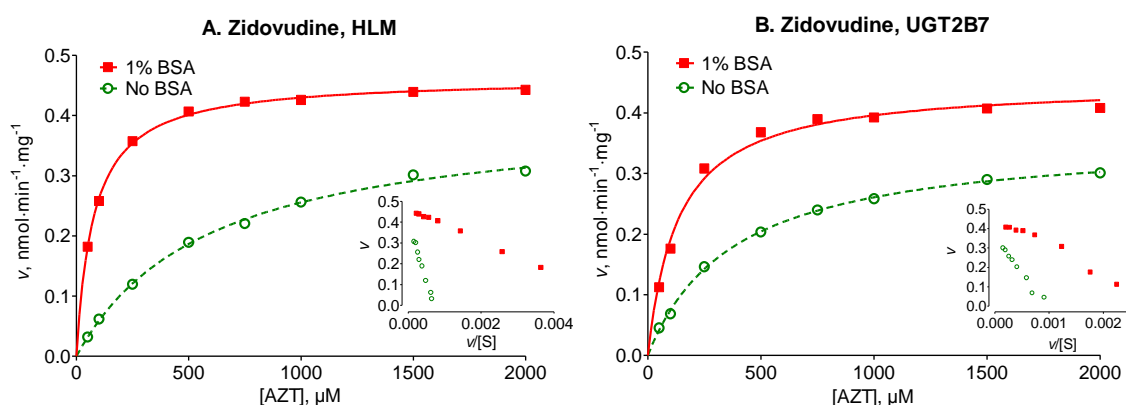 A. Zidovudine, HLM
1% BSA
No BSA
v, nmol·min⁻¹·mg⁻¹
0.5
0.4
0.3
0.2
0.1
0.0
0
500
1000
1500
2000
[AZT], µM
v
0.5
0.4
0.3
0.2
0.1
0.0
0.000
0.002
0.004
v/[S]
B. Zidovudine, UGT2B7
1% BSA
No BSA
v, nmol·min⁻¹·mg⁻¹
0.5
0.4
0.3
0.2
0.1
0.0
0
500
1000
1500
2000
[AZT], µM
v
0.5
0.4
0.3
0.2
0.1
0.0
0.000
0.001
0.002
v/[S]